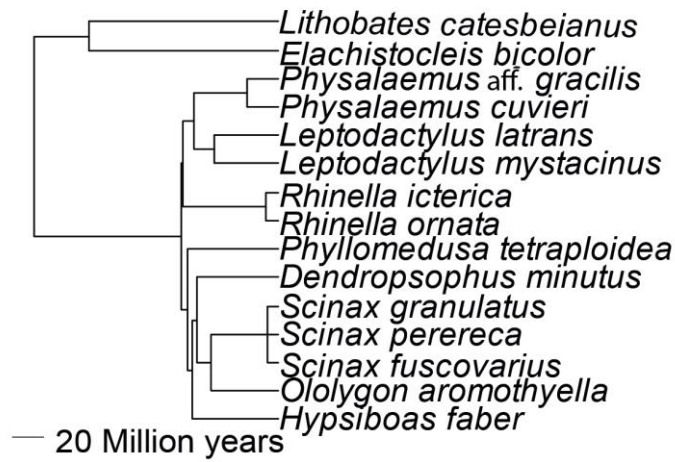 Lithobates catesbeianus
Elachistocleis bicolor
Physalaemus aff. gracilis
Physalaemus cuvieri
Leptodactylus latrans
Leptodactylus mystacinus
Rhinella icterica
Rhinella ornata
Phyllomedusa tetraploidea
Dendropsophus minutus
Scinax granulatus
Scinax perereca
Scinax fuscovarius
Ololygon aromothyella
Hypsiboas faber
20 Million years